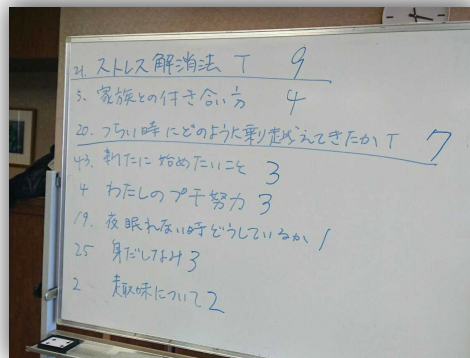 21. ストレス解消法 T 9
5. 家族との付き合い方 4
20. つらい時にどのように乗り越えてきたか T 7
43. 新たに始めたいこと 3
4 わたしのプチ努力 3
19. 夜眠れない時どうしているか 1
25 身だしなみ 3
2 趣味について 2